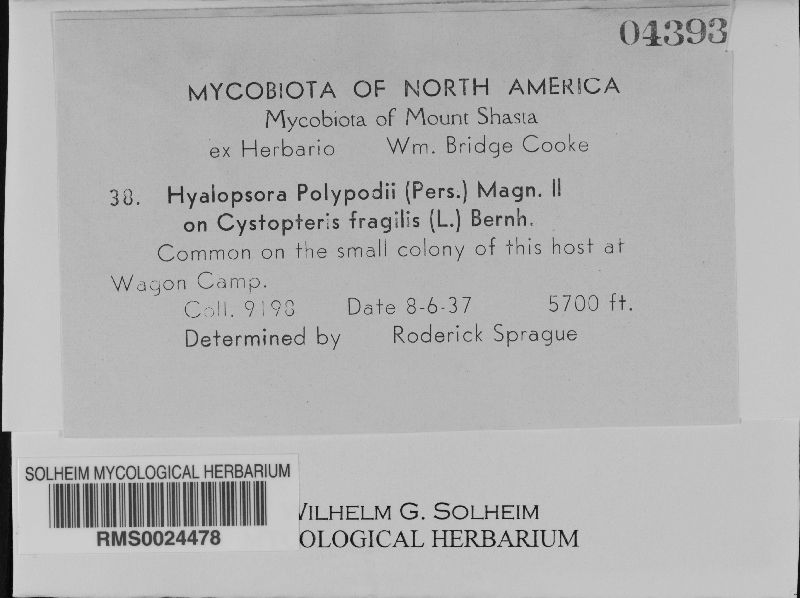 04393
MYCOBIOTA OF NORTH AMERICA
Mycobiota of Mount Shasta
ex Herbario Wm. Bridge Cooke
38. Hyalopsora Polypodii (Pers.) Magn. II
on Cystopteris fragilis (L.) Bernh.
Common on the small colony of this host at
Wagon Camp.
Coll. 9198 Date 8-6-37 5700 ft.
Determined by Roderick Sprague
SOLHEIM MYCOLOGICAL HERBARIUM
RMS0024478
WILHELM G. SOLHEIM
OLOGICAL HERBARIUM